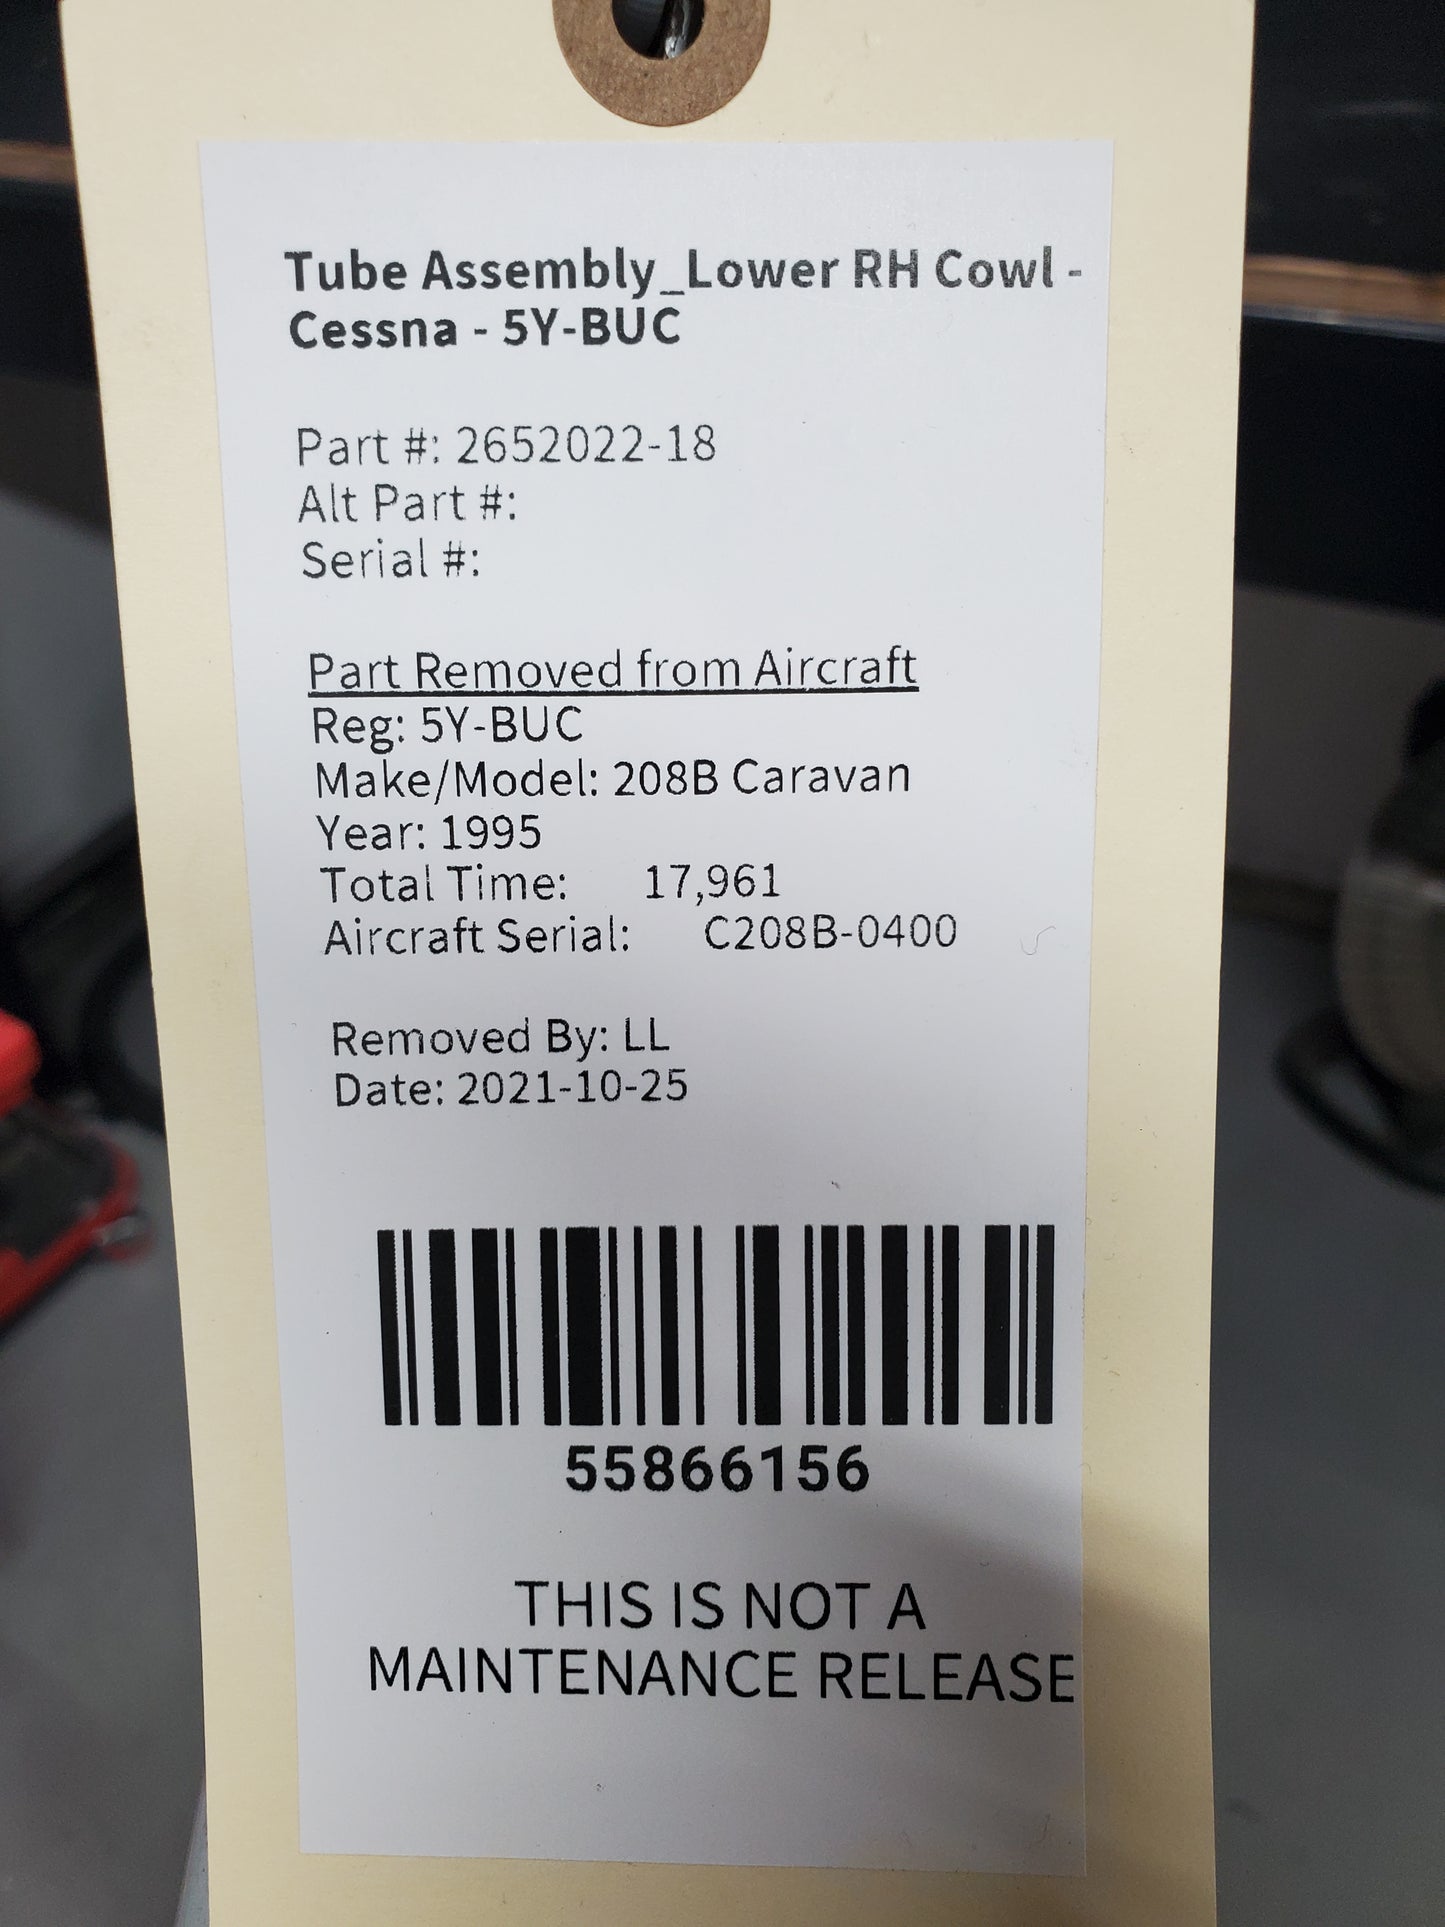 Tube Assembly_Lower RH Cowl -
Cessna - 5Y-BUC
Part #: 2652022-18
Alt Part #:
Serial #:
Part Removed from Aircraft
Reg: 5Y-BUC
Make/Model: 208B Caravan
Year: 1995
Total Time: 17,961
Aircraft Serial: C208B-0400
Removed By: LL
Date: 2021-10-25
55866156
THIS IS NOT A
MAINTENANCE RELEASE